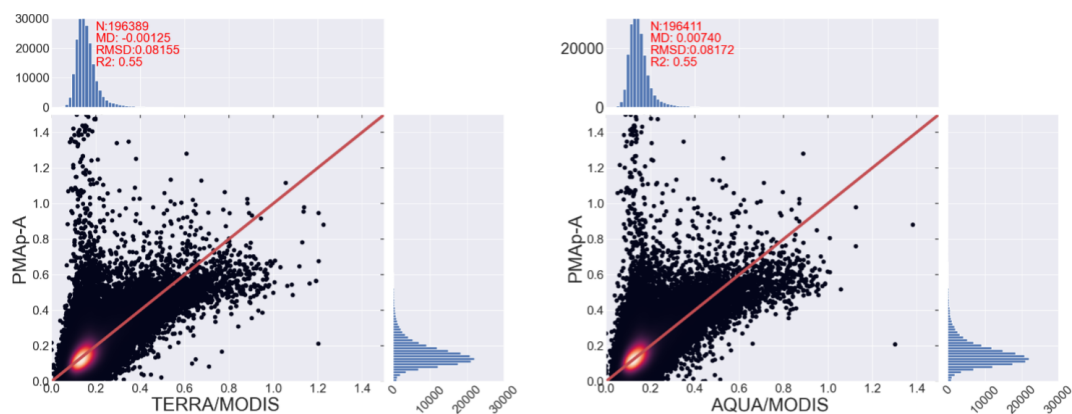 30000
20000
10000
0
N:196389
MD: -0.00125
RMSD:0.08155
R2: 0.55
1.4
1.2
1.0
0.8
0.6
0.4
0.2
0.0
PMAp-A
0.0 0.2 0.4 0.6 0.8 1.0 1.2 1.4
TERRA/MODIS
0 10000 20000 30000
20000
0
N:196411
MD: 0.00740
RMSD:0.08172
R2: 0.55
1.4
1.2
1.0
0.8
0.6
0.4
0.2
0.0
PMAp-A
0.0 0.2 0.4 0.6 0.8 1.0 1.2 1.4
AQUA/MODIS
0 10000 20000 30000